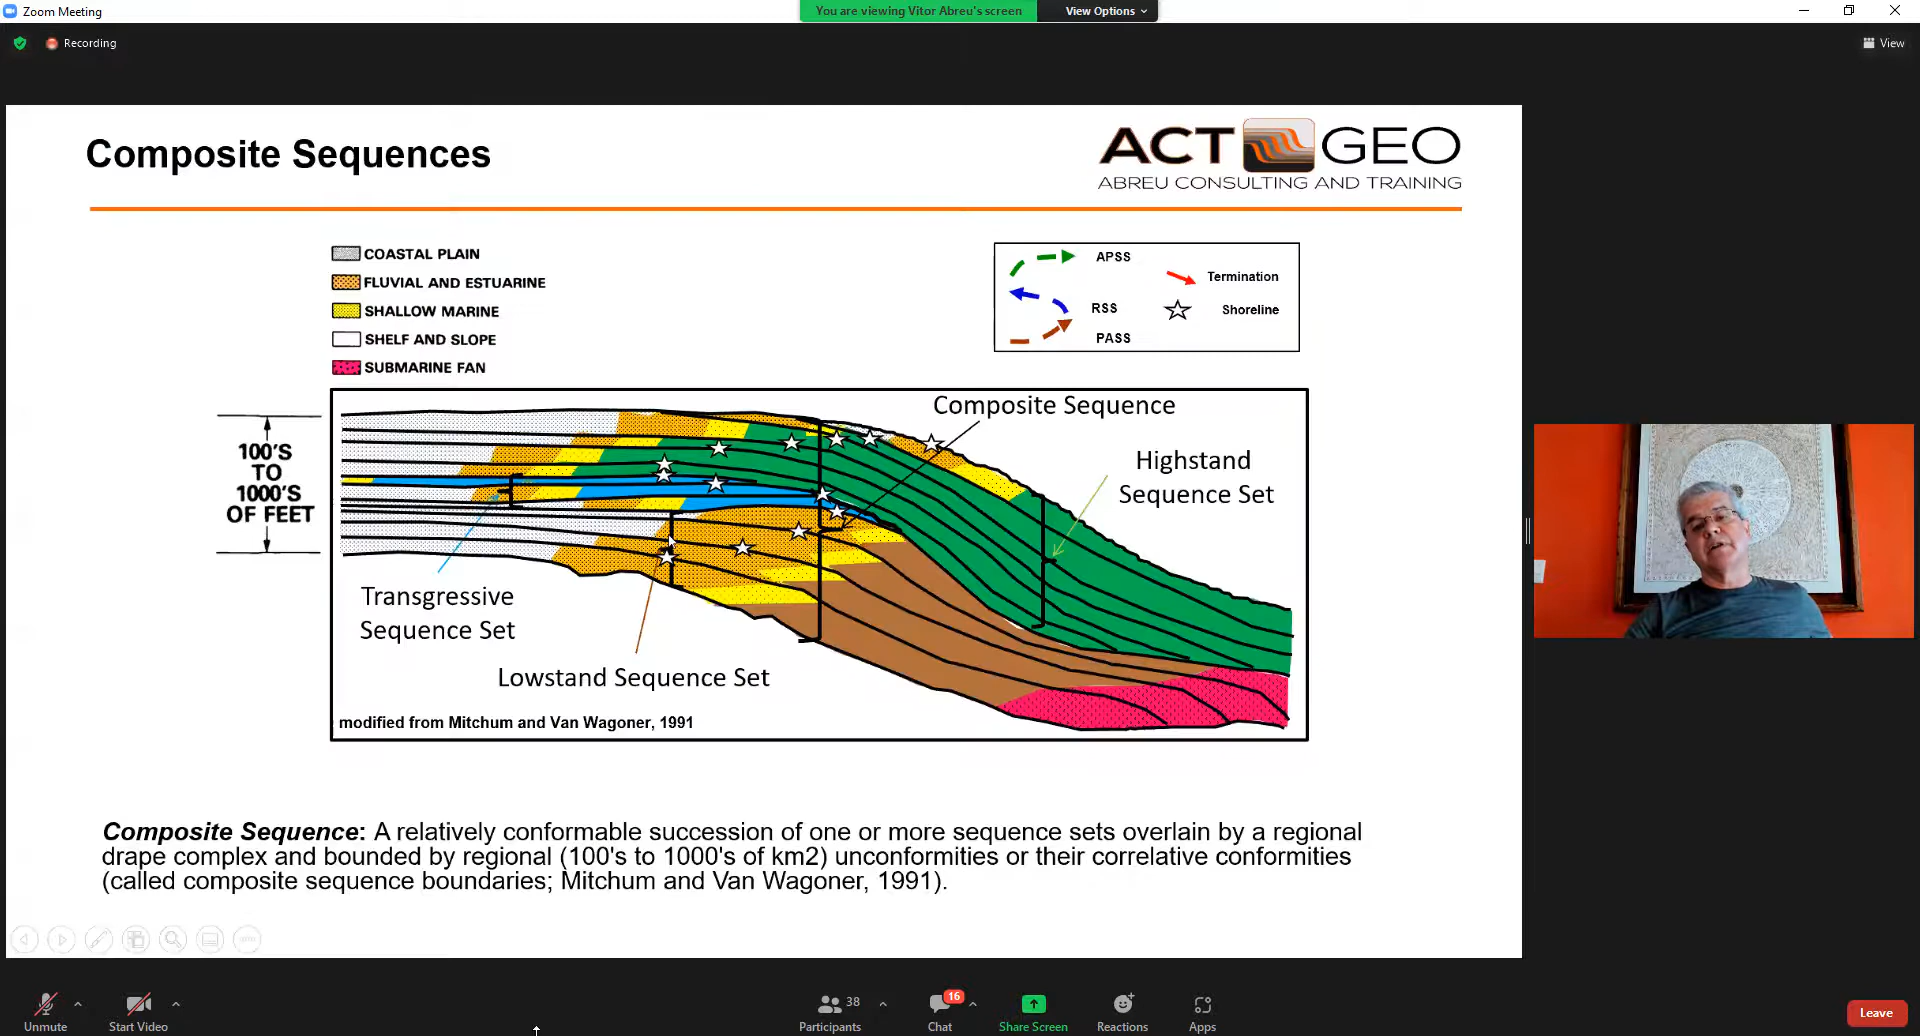 Zoom Meeting
You are viewing Vitor Abreu's screen
View Options
Recording
View
Composite Sequences
ACT GEO
ABREU CONSULTING AND TRAINING
COASTAL PLAIN
FLUVIAL AND ESTUARINE
SHALLOW MARINE
SHELF AND SLOPE
SUBMARINE FAN
APSS
Termination
RSS
Shoreline
PASS
100'S
TO
1000'S
OF FEET
Composite Sequence
Highstand
Sequence Set
Transgressive
Sequence Set
Lowstand Sequence Set
modified from Mitchum and Van Wagoner, 1991
Composite Sequence: A relatively conformable succession of one or more sequence sets overlain by a regional
drape complex and bounded by regional (100's to 1000's of km2) unconformities or their correlative conformities
(called composite sequence boundaries; Mitchum and Van Wagoner, 1991).
Unmute
Start Video
38
Participants
16
Chat
Share Screen
Reactions
Apps
Leave